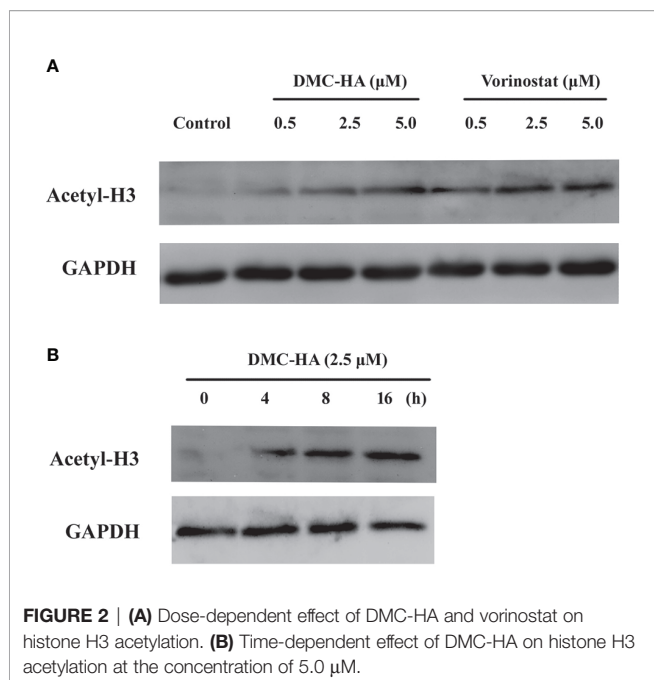 A
DMC-HA (μM) Vorinostat (μM)
Control 0.5 2.5 5.0 0.5 2.5 5.0
Acetyl-H3
GAPDH
B
DMC-HA (2.5 μM)
0 4 8 16 (h)
Acetyl-H3
GAPDH
FIGURE 2 | (A) Dose-dependent effect of DMC-HA and vorinostat on
histone H3 acetylation. (B) Time-dependent effect of DMC-HA on histone H3
acetylation at the concentration of 5.0 μM.